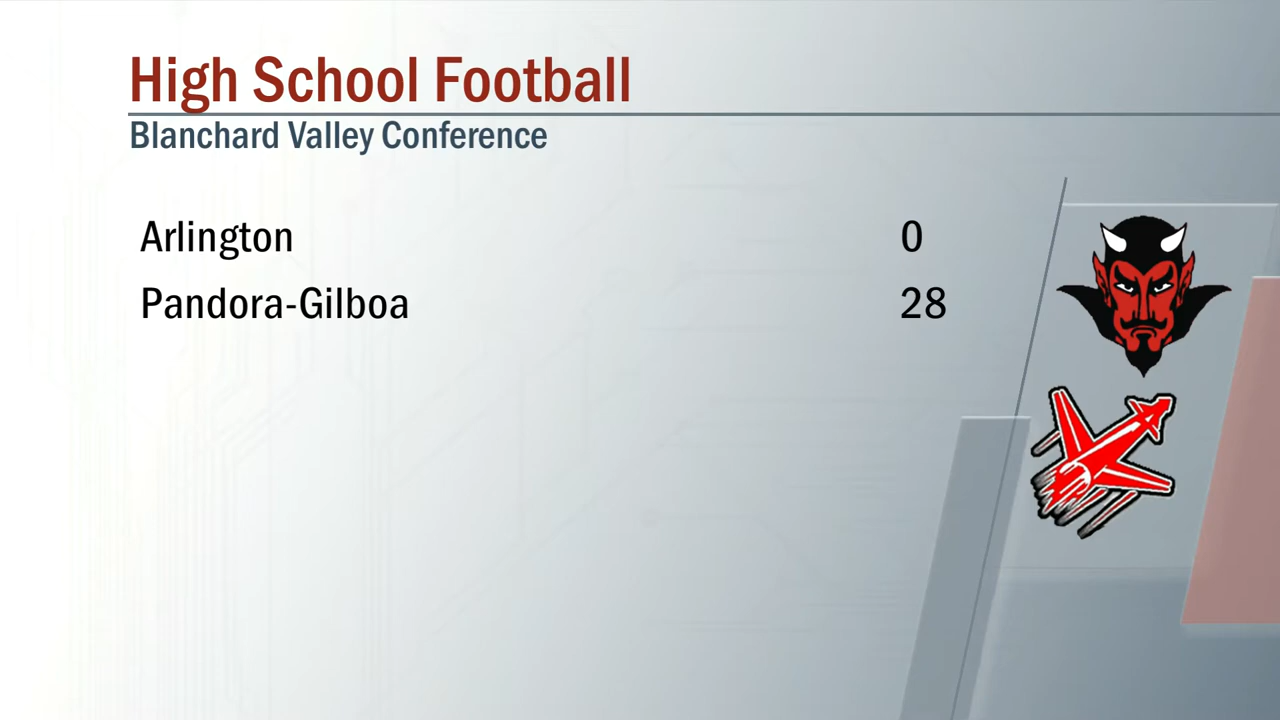 High School Football
Blanchard Valley Conference
Arlington 0
Pandora-Gilboa 28